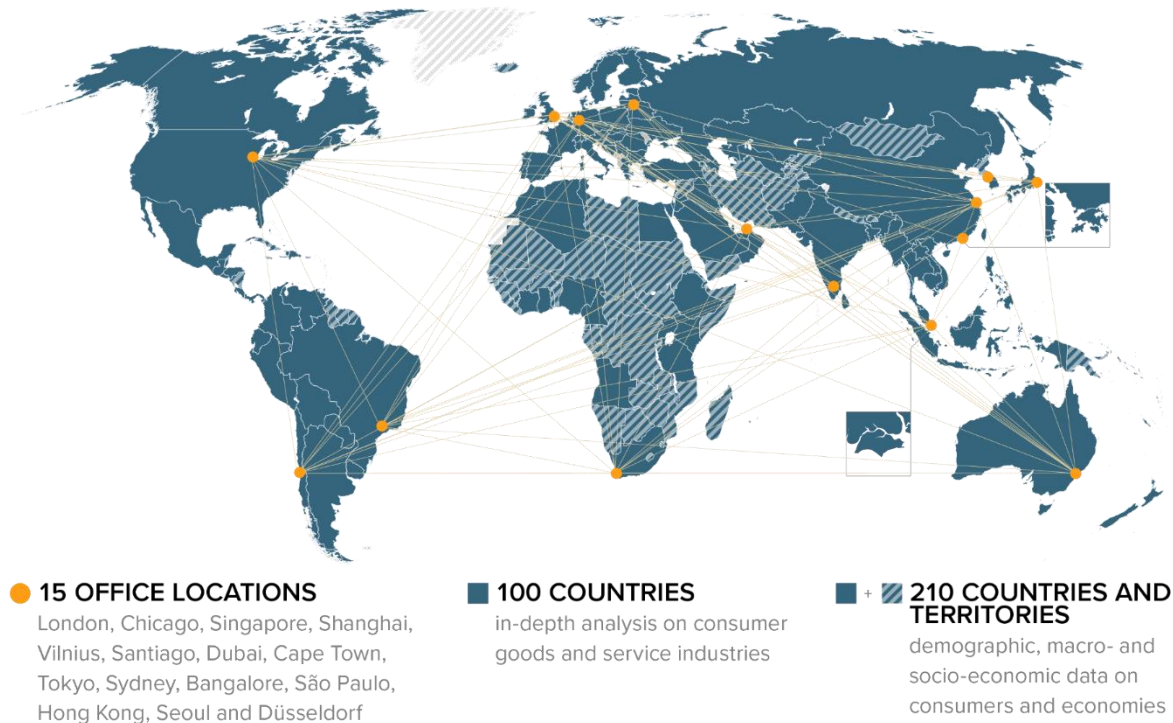 15 OFFICE LOCATIONS
London, Chicago, Singapore, Shanghai,
Vilnius, Santiago, Dubai, Cape Town,
Tokyo, Sydney, Bangalore, São Paulo,
Hong Kong, Seoul and Düsseldorf
100 COUNTRIES
in-depth analysis on consumer
goods and service industries
+
210 COUNTRIES AND
TERRITORIES
demographic, macro- and
socio-economic data on
consumers and economies